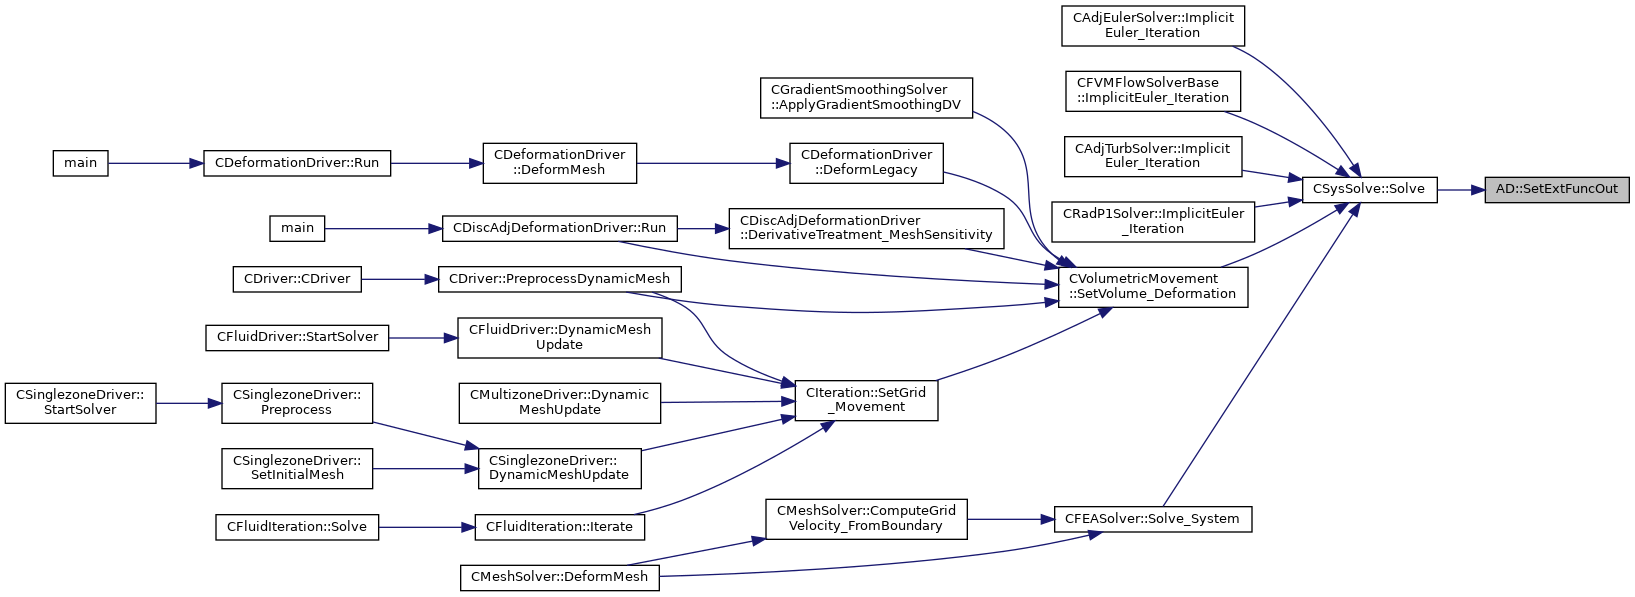 CAdjEulerSolver::Implicit
Euler_Iteration
CFVMFlowSolverBase
::ImplicitEuler_Iteration
CGradientSmoothingSolver
::ApplyGradientSmoothingDV
CAdjTurbSolver::Implicit
Euler_Iteration
main
CDeformationDriver::Run
CDeformationDriver
::DeformMesh
CDeformationDriver
::DeformLegacy
CSysSolve::Solve
AD::SetExtFuncOut
CRadP1Solver::ImplicitEuler
_Iteration
main
CDiscAdjDeformationDriver::Run
CDiscAdjDeformationDriver
::DerivativeTreatment_MeshSensitivity
CDriver::CDriver
CDriver::PreprocessDynamicMesh
CVolumetricMovement
::SetVolume_Deformation
CFluidDriver::StartSolver
CFluidDriver::DynamicMesh
Update
CSinglezoneDriver::
StartSolver
CSinglezoneDriver::
Preprocess
CMultizoneDriver::Dynamic
MeshUpdate
CIteration::SetGrid
_Movement
CSinglezoneDriver::
SetInitialMesh
CSinglezoneDriver::
DynamicMeshUpdate
CFluidIteration::Solve
CFluidIteration::Iterate
CMeshSolver::ComputeGrid
Velocity_FromBoundary
CFEASolver::Solve_System
CMeshSolver::DeformMesh